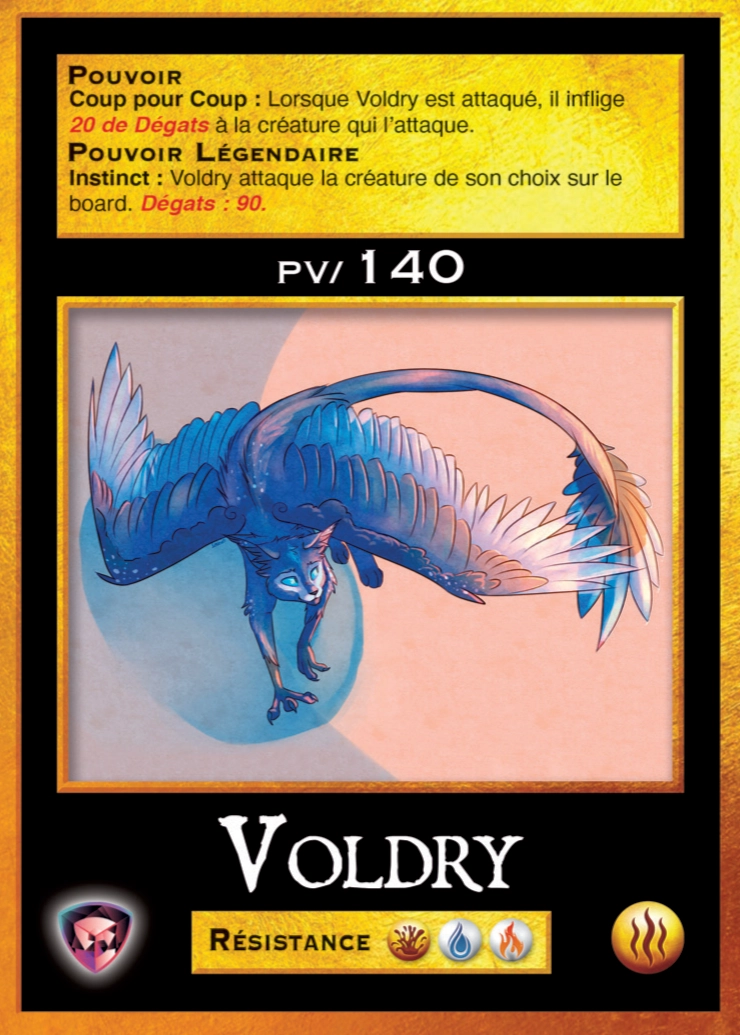 POUVOIR
Coup pour Coup : Lorsque Voldry est attaqué, il inflige
20 de Dégats à la créature qui l'attaque.
POUVOIR LÉGENDAIRE
Instinct : Voldry attaque la créature de son choix sur le
board. Dégats : 90.
PV/ 140
VOLDRY
RÉSISTANCE